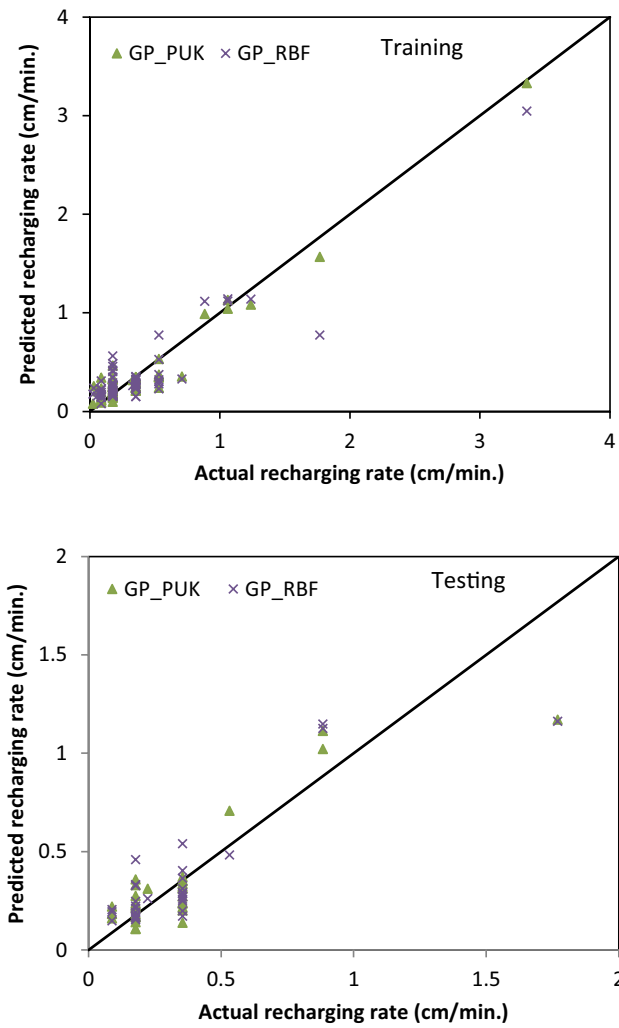 4
3
2
1
0
Predicted recharging rate (cm/min.)
GP_PUK GP_RBF Training
0 1 2 3 4
Actual recharging rate (cm/min.)
2
1.5
1
0.5
0
Predicted recharging rate (cm/min.)
GP_PUK GP_RBF Testing
0 0.5 1 1.5 2
Actual recharging rate (cm/min.)